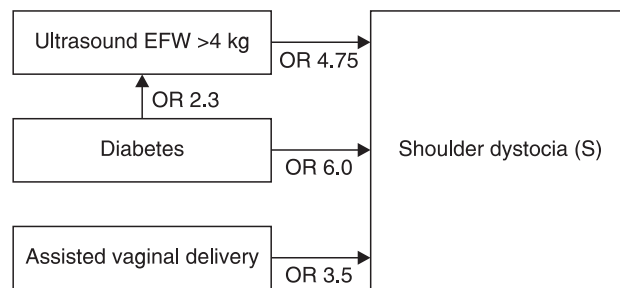 Ultrasound EFW >4 kg
OR 4.75
OR 2.3
Diabetes
OR 6.0
Shoulder dystocia (S)
Assisted vaginal delivery
OR 3.5